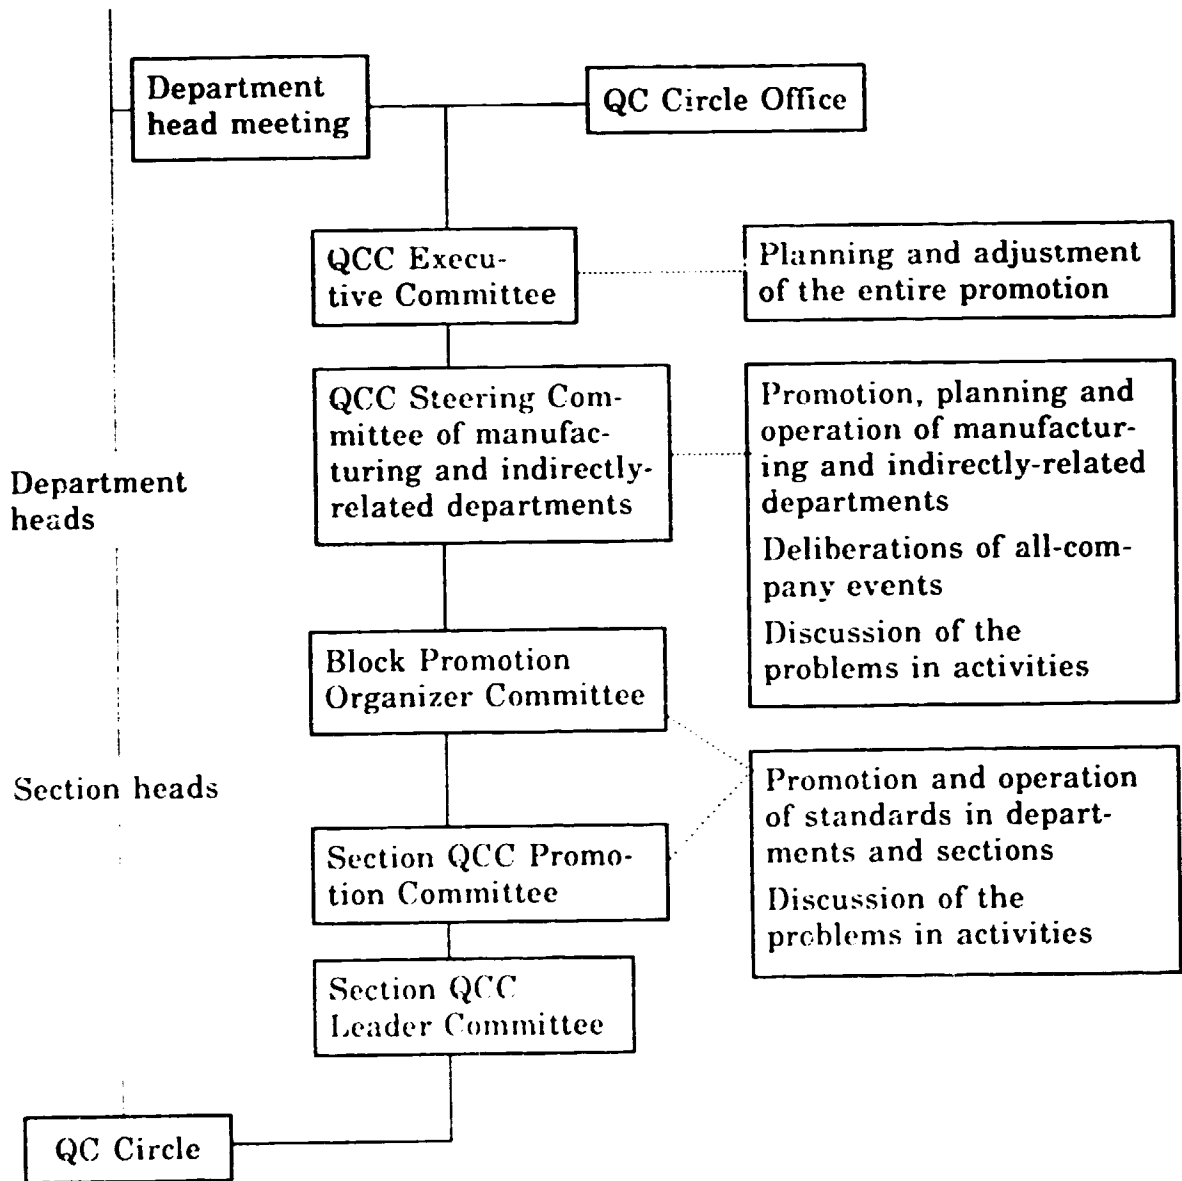 Department
head meeting
QC Circle Office
QCC Execu-
tive Committee
Planning and adjustment
of the entire promotion
QCC Steering Com-
mittee of manufac-
turing and indirectly-
related departments
Promotion, planning and
operation of manufactur-
ing and indirectly-related
departments
Deliberations of all-com-
pany events
Discussion of the
problems in activities
Department
heads
Block Promotion
Organizer Committee
Section heads
Promotion and operation
of standards in depart-
ments and sections
Discussion of the
problems in activities
Section QCC Promo-
tion Committee
Section QCC
Leader Committee
QC Circle